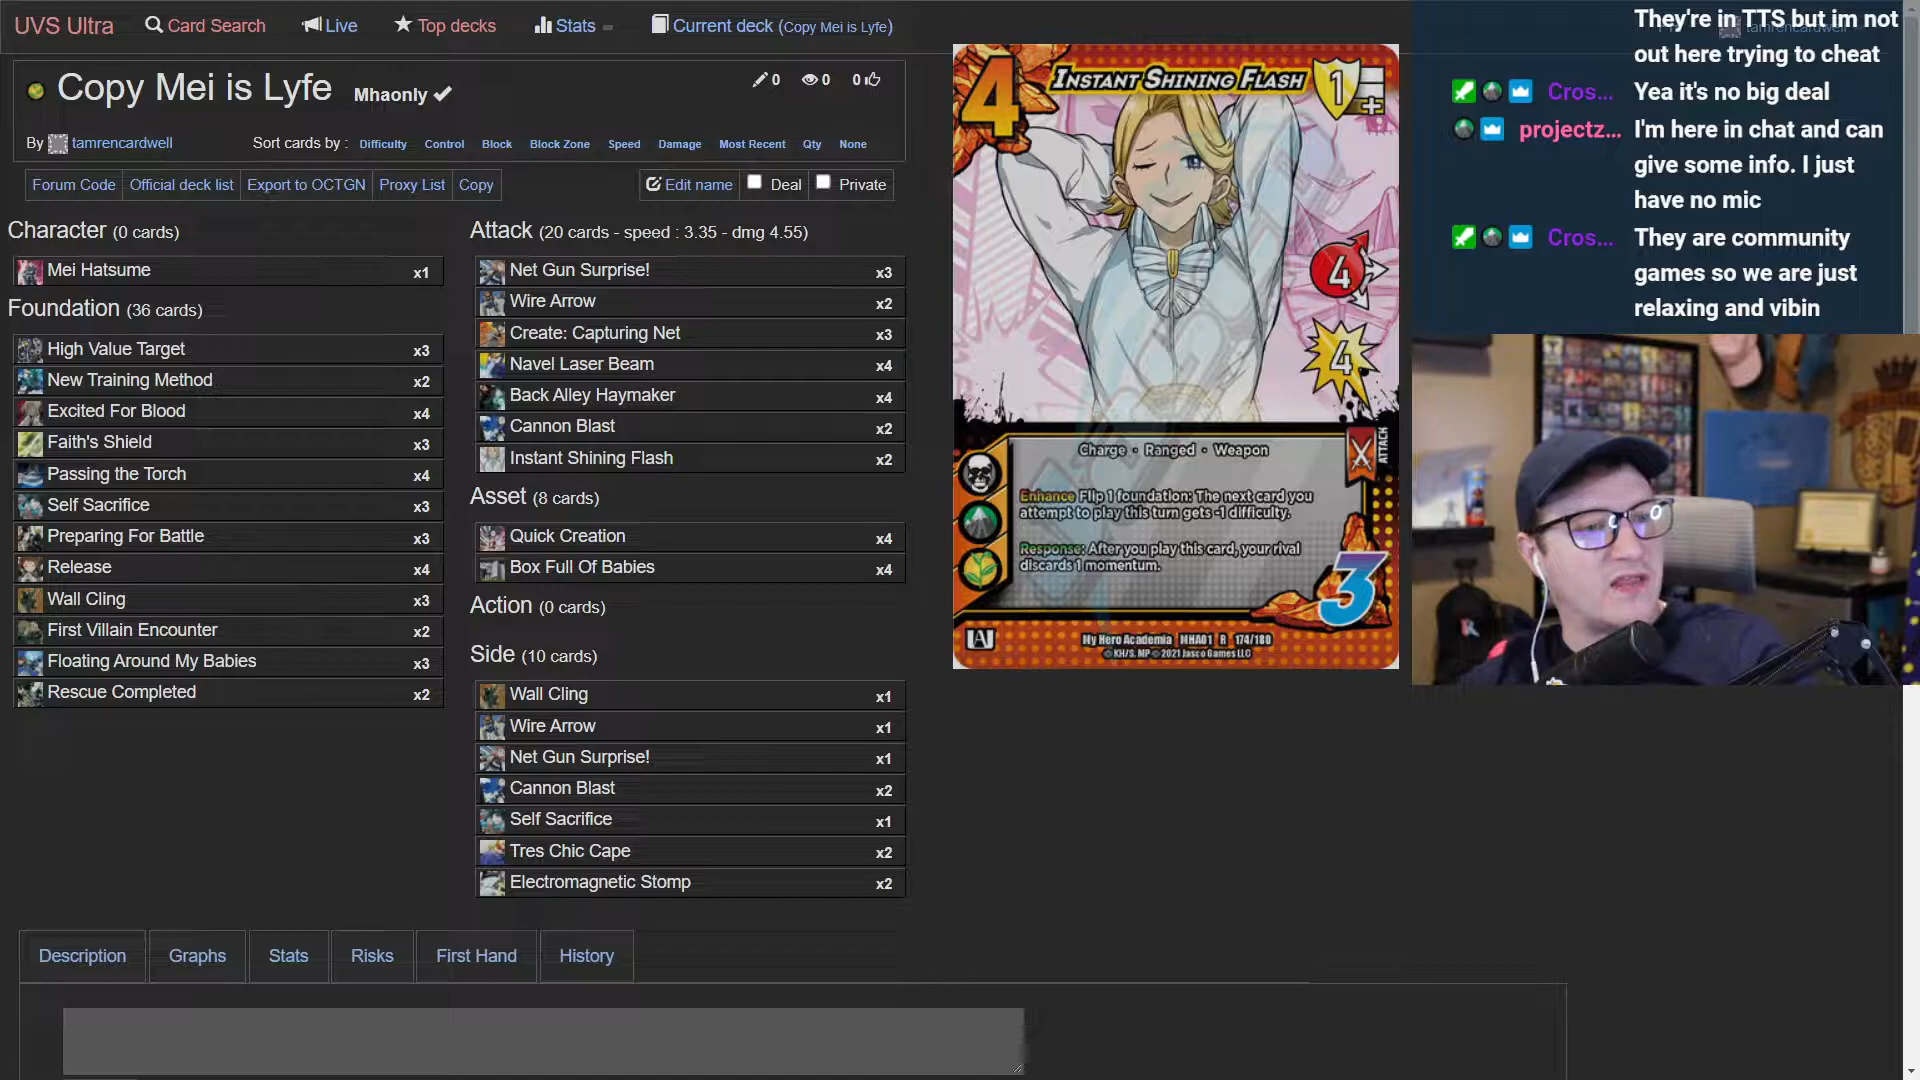 UVS Ultra
Card Search
Live
Top decks
Stats
Current deck (Copy Mei is Lyfe)
tamrencardwell
Copy Mei is Lyfe Mhaonly
0 0 0
By tamrencardwell
Sort cards by : Difficulty Control Block Block Zone Speed Damage Most Recent Qty None
Forum Code Official deck list Export to OCTGN Proxy List Copy
Edit name Deal Private
Character (0 cards)
Mei Hatsume x1
Foundation (36 cards)
High Value Target x3
New Training Method x2
Excited For Blood x4
Faith's Shield x3
Passing the Torch x4
Self Sacrifice x3
Preparing For Battle x3
Release x4
Wall Cling x3
First Villain Encounter x2
Floating Around My Babies x3
Rescue Completed x2
Attack (20 cards - speed : 3.35 - dmg 4.55)
Net Gun Surprise! x3
Wire Arrow x2
Create: Capturing Net x3
Navel Laser Beam x4
Back Alley Haymaker x4
Cannon Blast x2
Instant Shining Flash x2
Asset (8 cards)
Quick Creation x4
Box Full Of Babies x4
Action (0 cards)
Side (10 cards)
Wall Cling x1
Wire Arrow x1
Net Gun Surprise! x1
Cannon Blast x2
Self Sacrifice x1
Tres Chic Cape x2
Electromagnetic Stomp x2
Description Graphs Stats Risks First Hand History
4 INSTANT SHINING FLASH 1 +
4
4
ATTACK
Charge • Ranged • Weapon
Enhance Flip 1 foundation: The next card you
attempt to play this turn gets -1 difficulty.
Response: After you play this card, your rival
discards 1 momentum.
3
My Hero Academia MHA01 R 174/180
©KH/S, MP ©2021 Jasco Games LLC
They're in TTS but im not
out here trying to cheat
Cros... Yea it's no big deal
projectz... I'm here in chat and can
give some info. I just
have no mic
Cros... They are community
games so we are just
relaxing and vibin